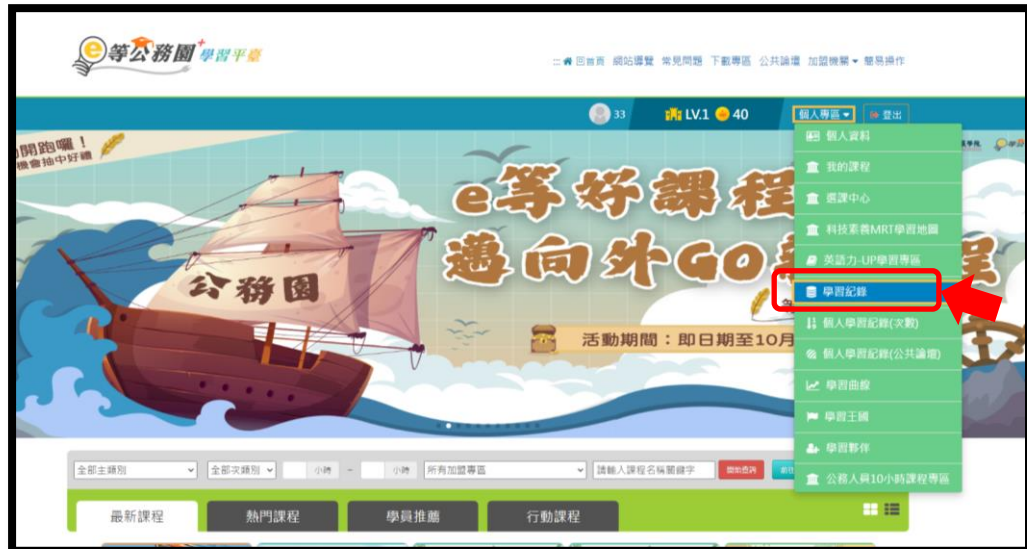 e等公務園+學習平臺
::: 回首頁 網站導覽 常見問題 下載專區 公共論壇 加盟機關 簡易操作
33 LV.1 40 個人專區 登出
個人資料
我的課程
選課中心
科技素養MRT學習地圖
英語力-UP學習專區
學習紀錄
個人學習記錄(次數)
個人學習記錄(公共論壇)
學習曲線
學習王國
學習夥伴
公務人員10小時課程專區
開跑囉！
機會抽中好禮
公務園
e等好課程
邁向外GO
程
活動期間：即日期至10月
全部主類別 全部次類別 小時 - 小時 所有加盟專區 請輸入課程名稱關鍵字 開始查詢
最新課程 熱門課程 學員推薦 行動課程